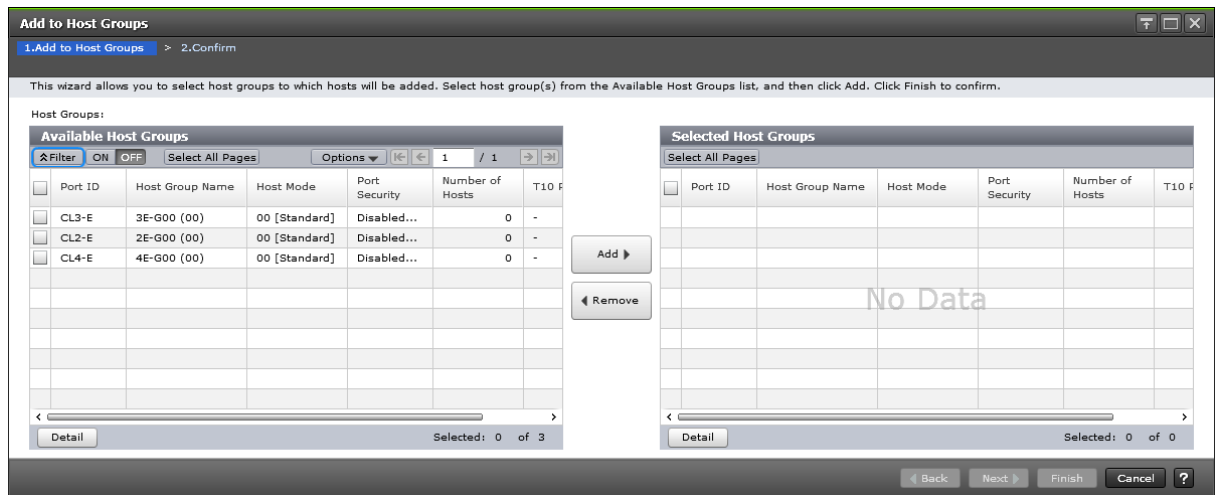 Add to Host Groups
1.Add to Host Groups > 2.Confirm
This wizard allows you to select host groups to which hosts will be added. Select host group(s) from the Available Host Groups list, and then click Add. Click Finish to confirm.
Host Groups:
Available Host Groups
Filter ON OFF Select All Pages Options 1 / 1
Port ID Host Group Name Host Mode Port Security Number of Hosts T10 P
CL3-E 3E-G00 (00) 00 [Standard] Disabled... 0 -
CL2-E 2E-G00 (00) 00 [Standard] Disabled... 0 -
CL4-E 4E-G00 (00) 00 [Standard] Disabled... 0 -
Detail Selected: 0 of 3
Add
Remove
Selected Host Groups
Select All Pages
Port ID Host Group Name Host Mode Port Security Number of Hosts T10 P
No Data
Detail Selected: 0 of 0
Back Next Finish Cancel ?